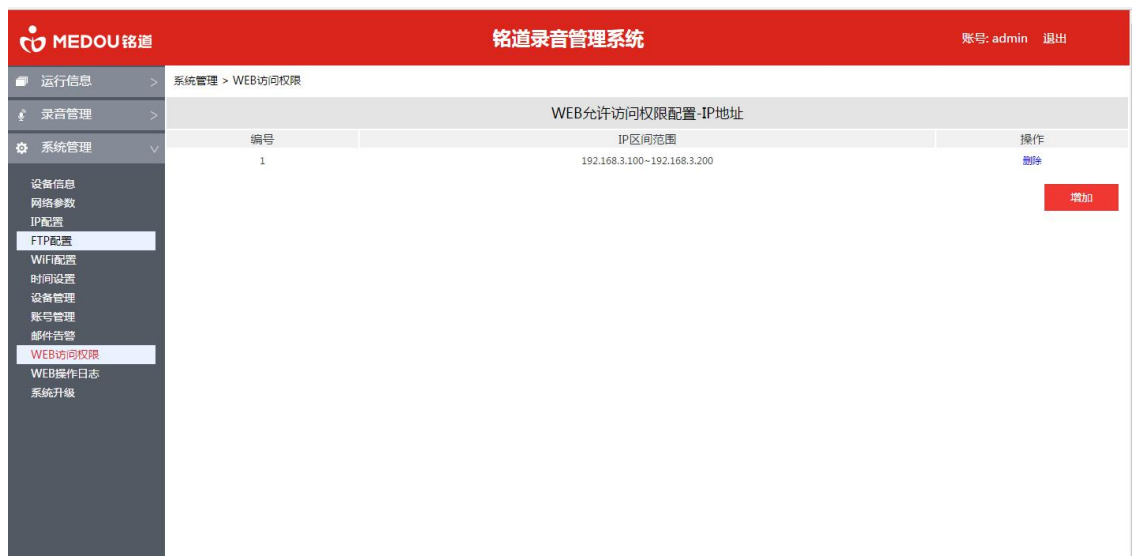 MEDOU铭道
铭道录音管理系统
账号: admin 退出
运行信息 >
录音管理 >
系统管理 ∨
设备信息
网络参数
IP配置
FTP配置
WiFi配置
时间设置
设备管理
账号管理
邮件告警
WEB访问权限
WEB操作日志
系统升级
系统管理 > WEB访问权限
WEB允许访问权限配置-IP地址
编号 IP区间范围 操作
1 192.168.3.100~192.168.3.200 删除
增加